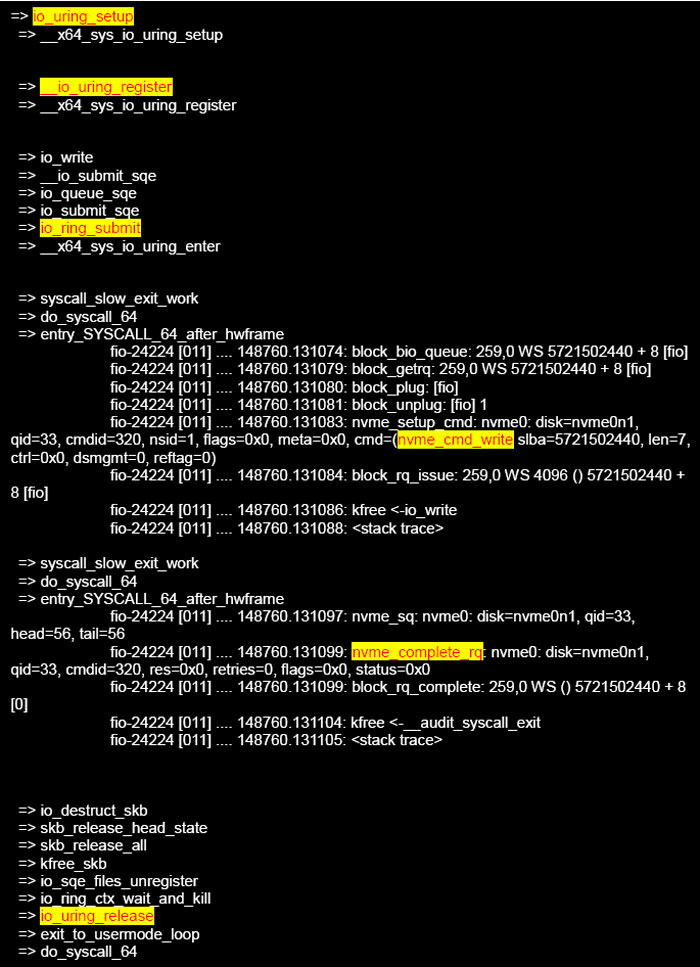 => io_uring_setup
=> __x64_sys_io_uring_setup
=> __io_uring_register
=> __x64_sys_io_uring_register
=> io_write
=> __io_submit_sqe
=> io_queue_sqe
=> io_submit_sqe
=> io_ring_submit
=> __x64_sys_io_uring_enter
=> syscall_slow_exit_work
=> do_syscall_64
=> entry_SYSCALL_64_after_hwframe
fio-24224 [011] .... 148760.131074: block_bio_queue: 259,0 WS 5721502440 + 8 [fio]
fio-24224 [011] .... 148760.131079: block_getrq: 259,0 WS 5721502440 + 8 [fio]
fio-24224 [011] .... 148760.131080: block_plug: [fio]
fio-24224 [011] .... 148760.131081: block_unplug: [fio] 1
fio-24224 [011] .... 148760.131083: nvme_setup_cmd: nvme0: disk=nvme0n1,
qid=33, cmdid=320, nsid=1, flags=0x0, meta=0x0, cmd=(nvme_cmd_write slba=5721502440, len=7,
ctrl=0x0, dsmgmt=0, reftag=0)
fio-24224 [011] .... 148760.131084: block_rq_issue: 259,0 WS 4096 () 5721502440 +
8 [fio]
fio-24224 [011] .... 148760.131086: kfree <-io_write
fio-24224 [011] .... 148760.131088: <stack trace>
=> syscall_slow_exit_work
=> do_syscall_64
=> entry_SYSCALL_64_after_hwframe
fio-24224 [011] .... 148760.131097: nvme_sq: nvme0: disk=nvme0n1, qid=33,
head=56, tail=56
fio-24224 [011] .... 148760.131099: nvme_complete_rq: nvme0: disk=nvme0n1,
qid=33, cmdid=320, res=0x0, retries=0, flags=0x0, status=0x0
fio-24224 [011] .... 148760.131099: block_rq_complete: 259,0 WS () 5721502440 + 8
[0]
fio-24224 [011] .... 148760.131104: kfree <-__audit_syscall_exit
fio-24224 [011] .... 148760.131105: <stack trace>
=> io_destruct_skb
=> skb_release_head_state
=> skb_release_all
=> kfree_skb
=> io_sqe_files_unregister
=> io_ring_ctx_wait_and_kill
=> io_uring_release
=> exit_to_usermode_loop
=> do_syscall_64